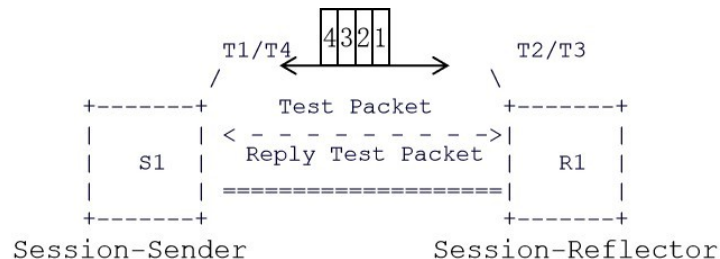 4321
T1/T4 T2/T3
/ \
+-------+ Test Packet +-------+
| | < - - - - - - - - - ->| |
| S1 | Reply Test Packet | R1 |
| | ====================| |
+-------+ +-------+
Session-Sender Session-Reflector